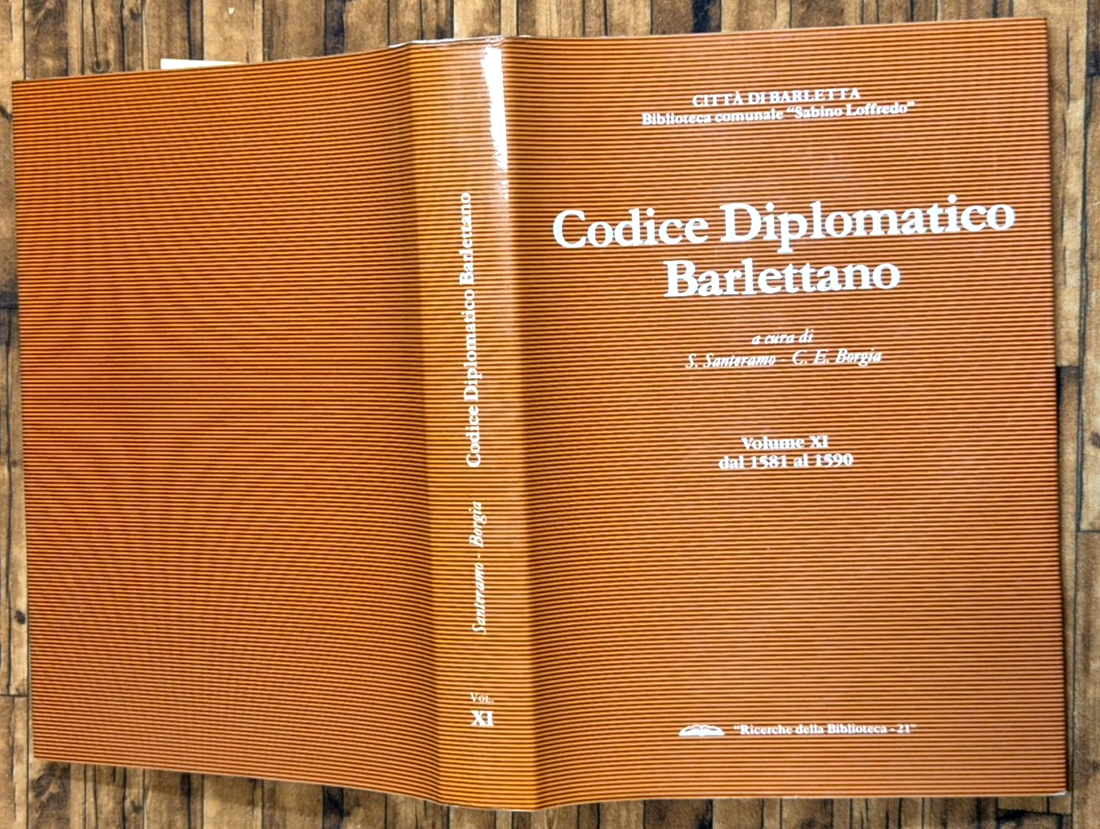 CITTÀ DI BARLETTA
Biblioteca comunale "Sabino Loffredo"
Codice Diplomatico
Barlettano
a cura di
S. Santeramo - C. E. Borgia
Volume XI
dal 1581 al 1590
"Ricerche della Biblioteca - 21"
Codice Diplomatico Barlettano
Santeramo - Borgia
VOL.
XI